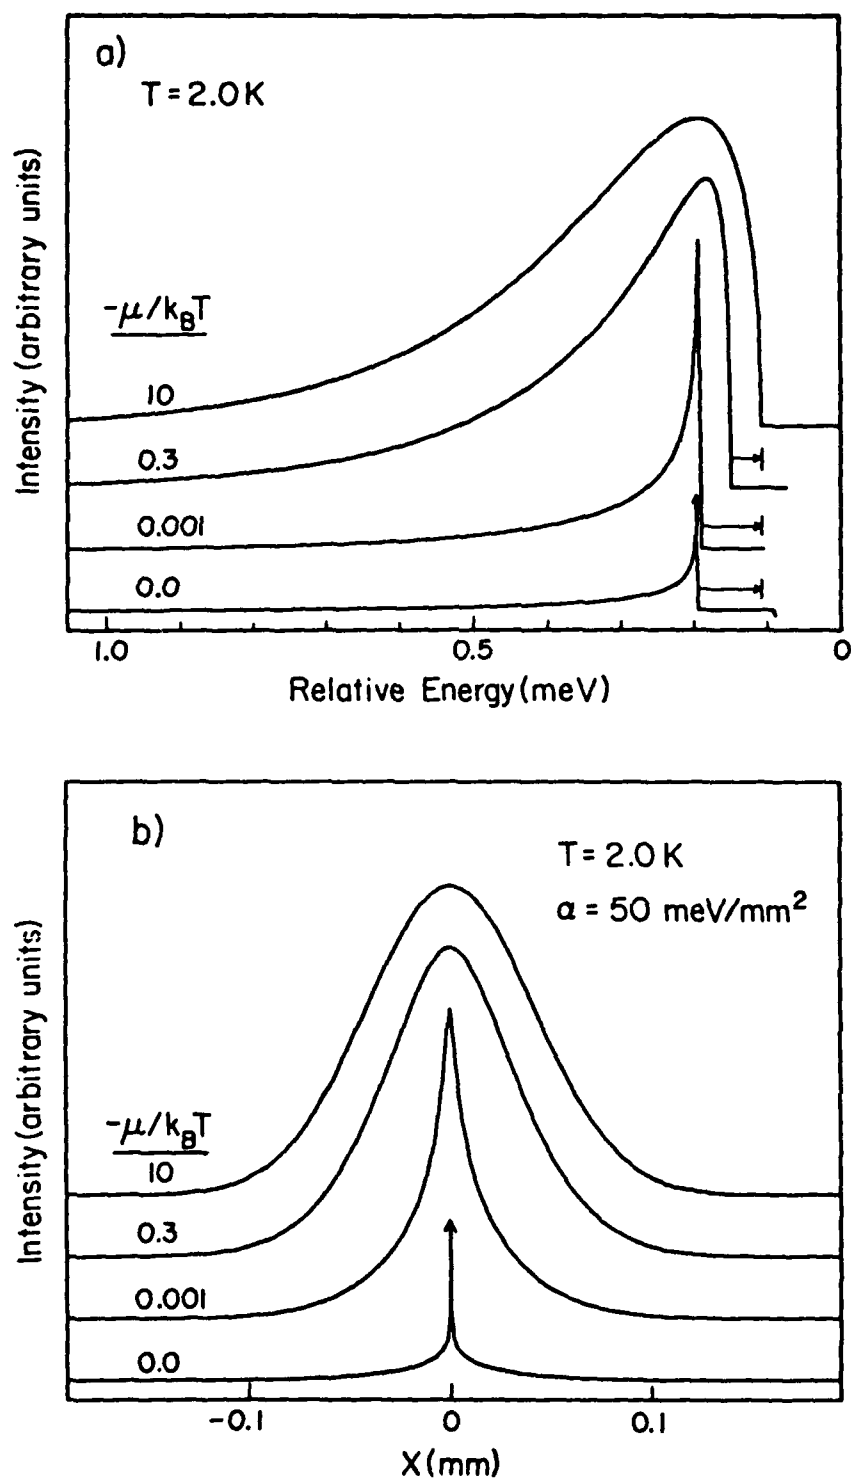 a)
T = 2.0 K
Intensity (arbitrary units)
-μ/k_BT
10
0.3
0.001
0.0
1.0 0.5 0
Relative Energy (meV)
b)
T = 2.0 K
α = 50 meV/mm²
Intensity (arbitrary units)
-μ/k_BT
10
0.3
0.001
0.0
-0.1 0 0.1
X (mm)